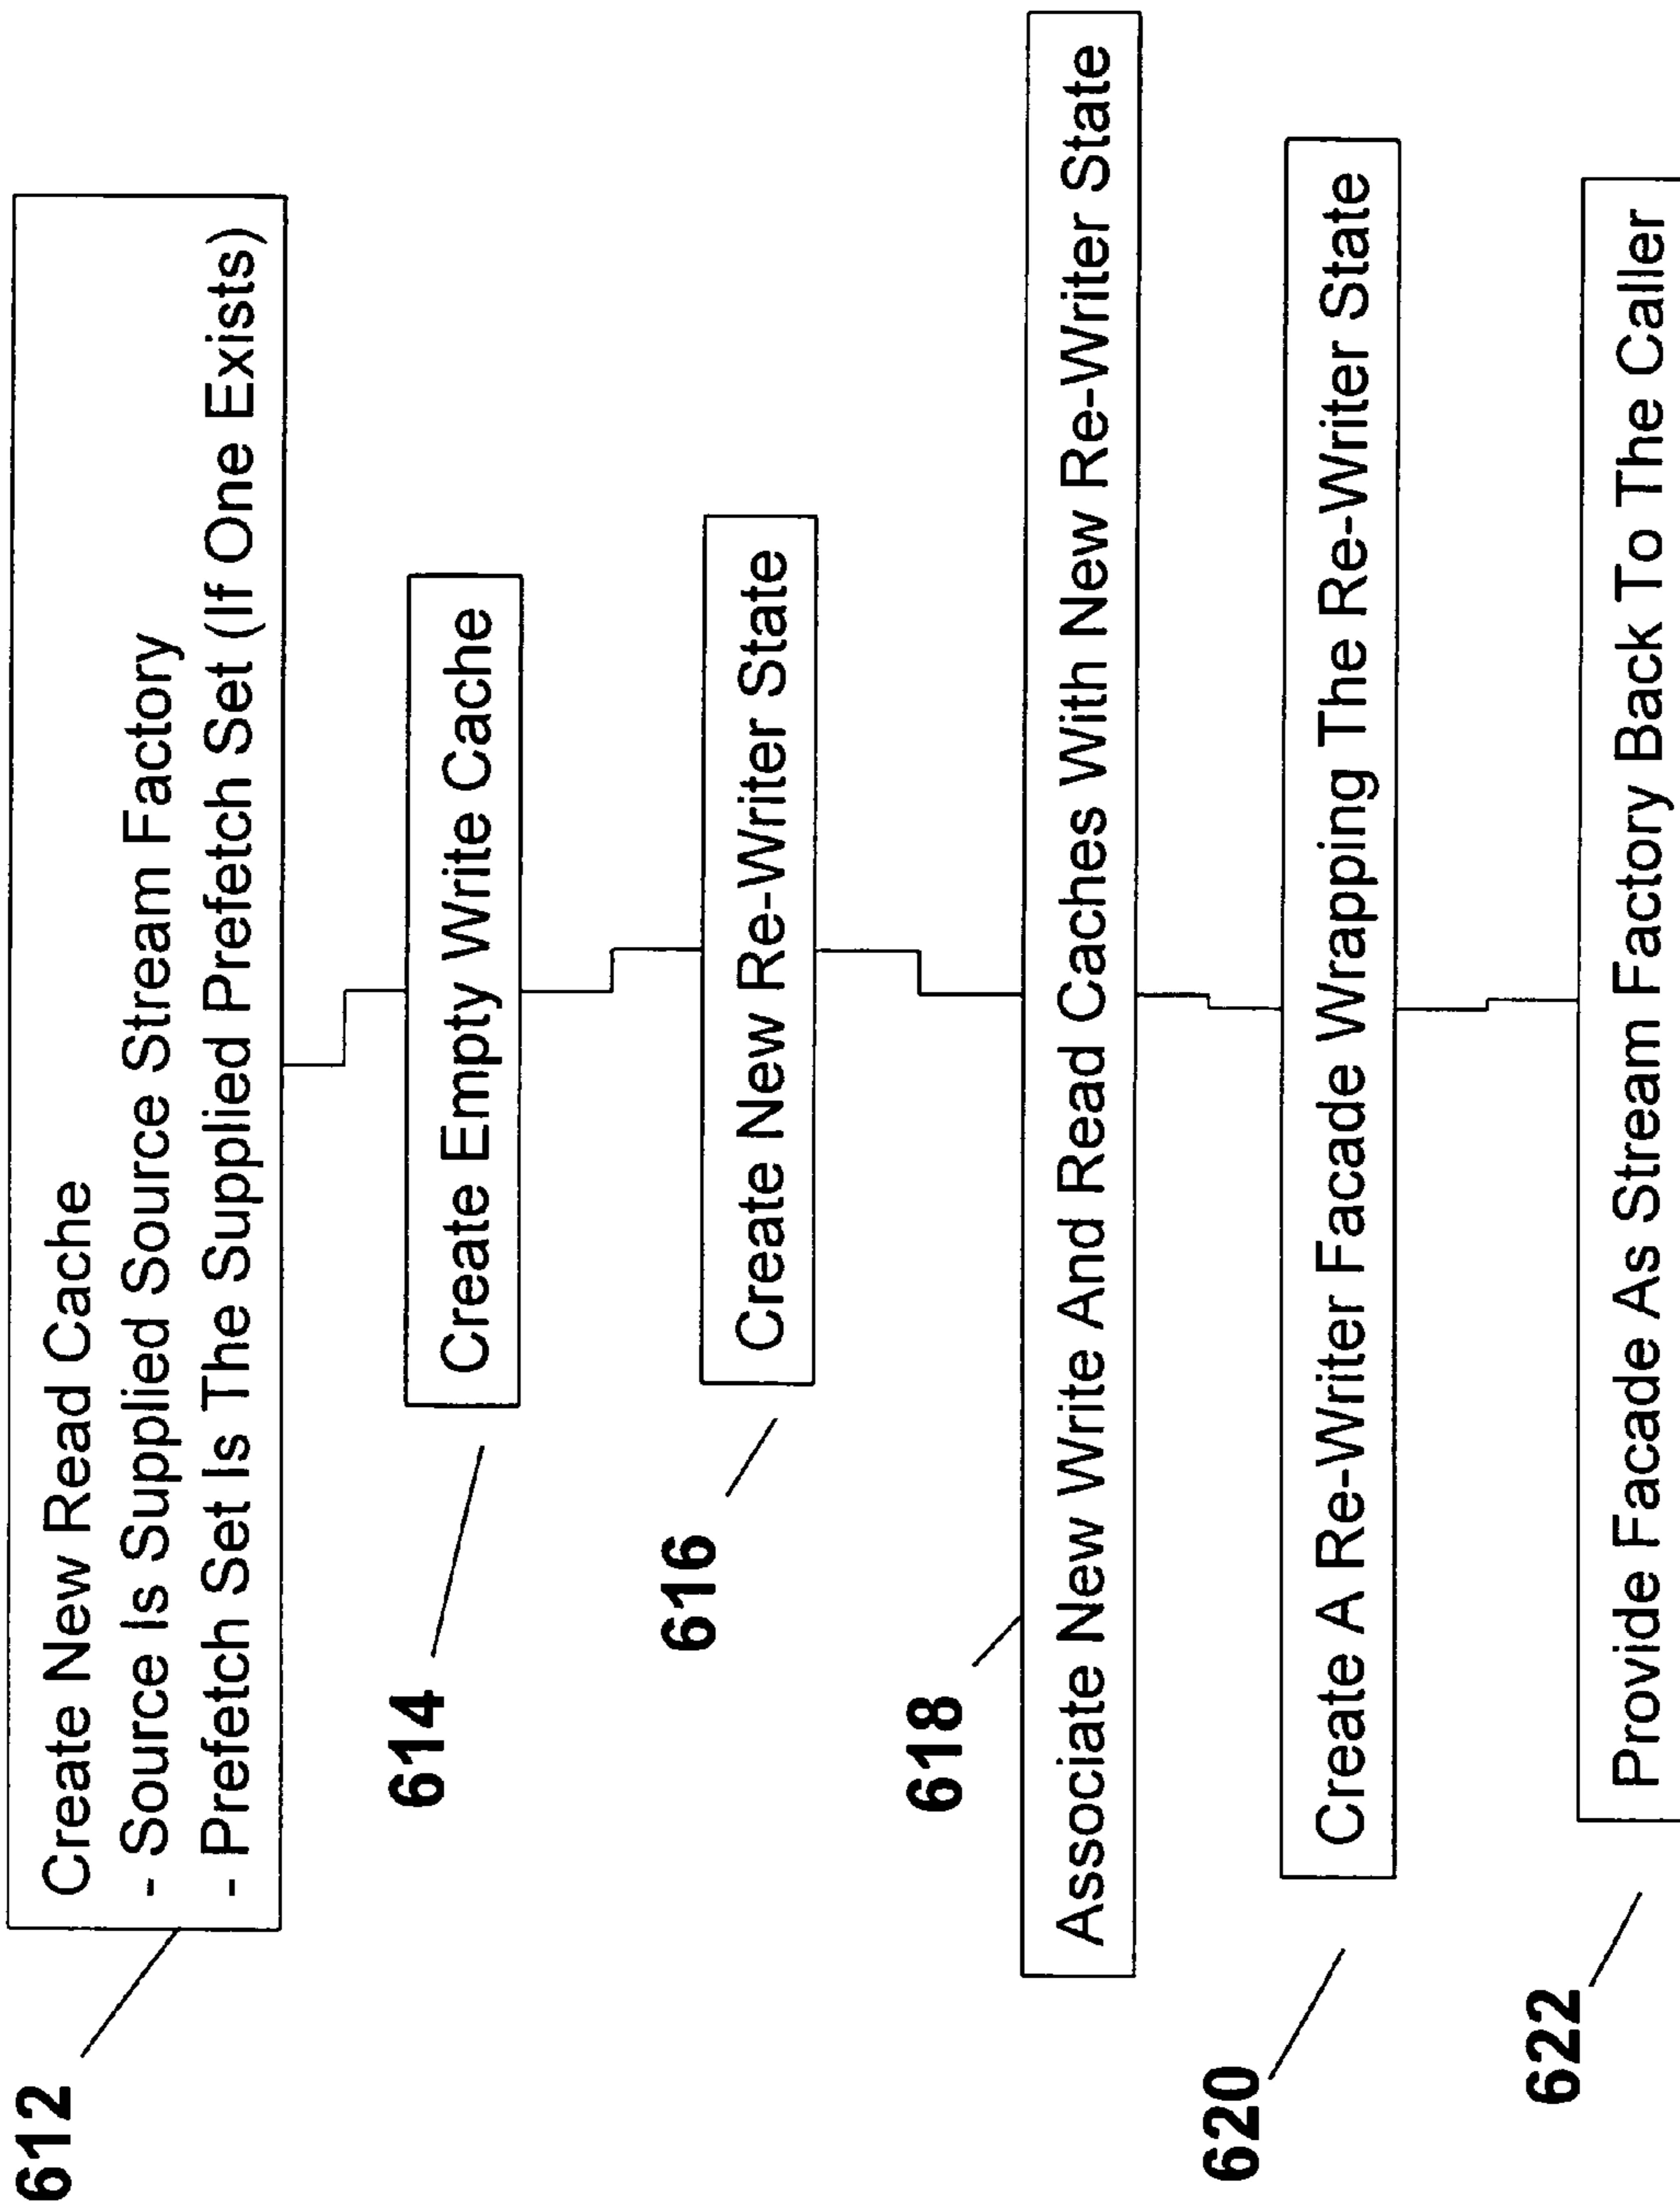 612
Create New Read Cache
- Source Is Supplied Source Stream Factory
- Prefetch Set Is The Supplied Prefetch Set (If One Exists)
614
Create Empty Write Cache
616
Create New Re-Writer State
618
Associate New Write And Read Caches With New Re-Writer State
620
Create A Re-Writer Facade Wrapping The Re-Writer State
622
Provide Facade As Stream Factory Back To The Caller